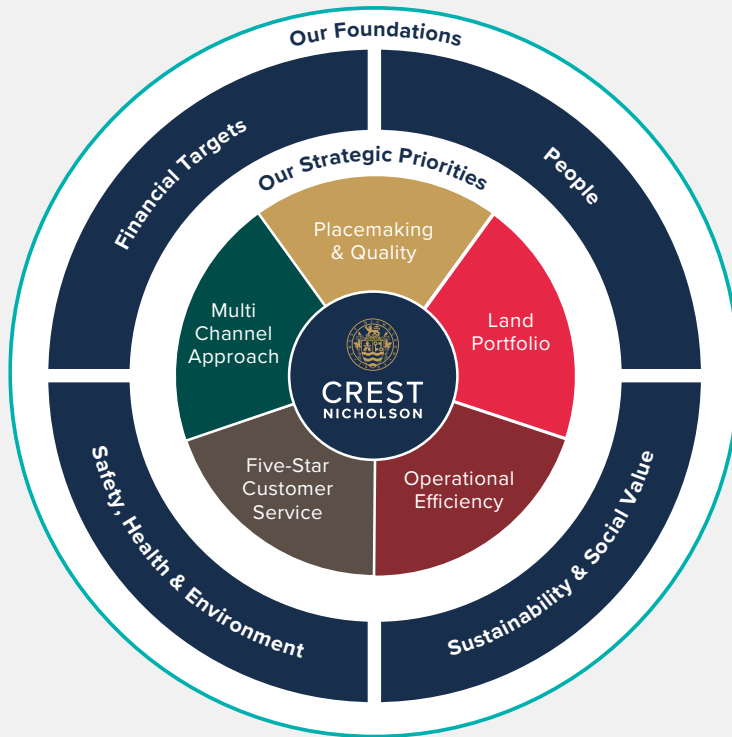 Our Foundations
Financial Targets
People
Our Strategic Priorities
Placemaking
& Quality
Multi
Channel
Approach
Land
Portfolio
CREST
NICHOLSON
Five-Star
Customer
Service
Operational
Efficiency
Safety, Health & Environment
Sustainability & Social Value